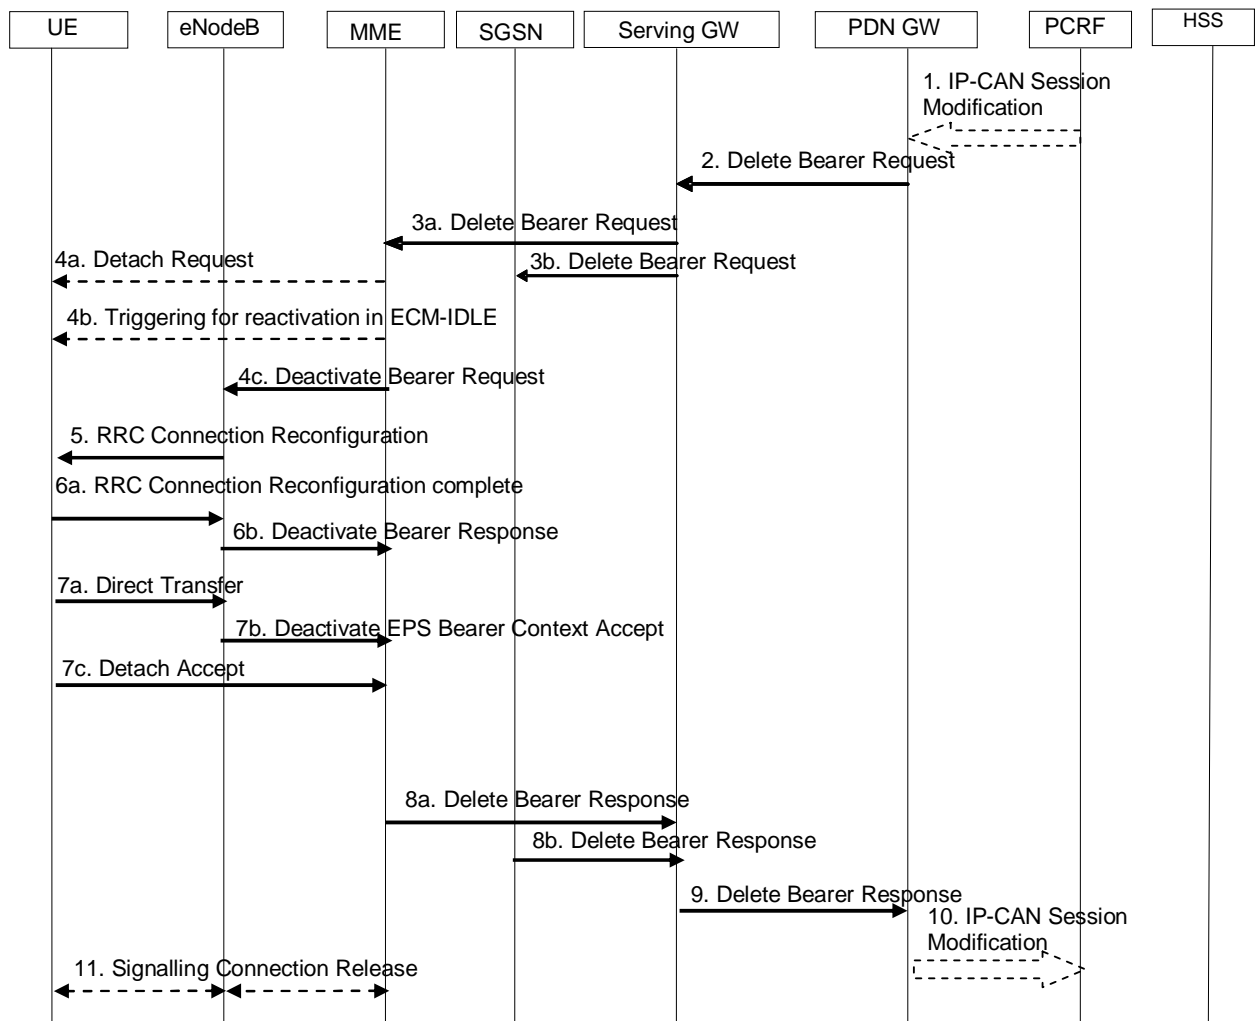 UE
eNodeB
MME
SGSN
Serving GW
PDN GW
PCRF
HSS
1. IP-CAN Session
Modification
2. Delete Bearer Request
3a. Delete Bearer Request
3b. Delete Bearer Request
4a. Detach Request
4b. Triggering for reactivation in ECM-IDLE
4c. Deactivate Bearer Request
5. RRC Connection Reconfiguration
6a. RRC Connection Reconfiguration complete
6b. Deactivate Bearer Response
7a. Direct Transfer
7b. Deactivate EPS Bearer Context Accept
7c. Detach Accept
8a. Delete Bearer Response
8b. Delete Bearer Response
9. Delete Bearer Response
10. IP-CAN Session
Modification
11. Signalling Connection Release